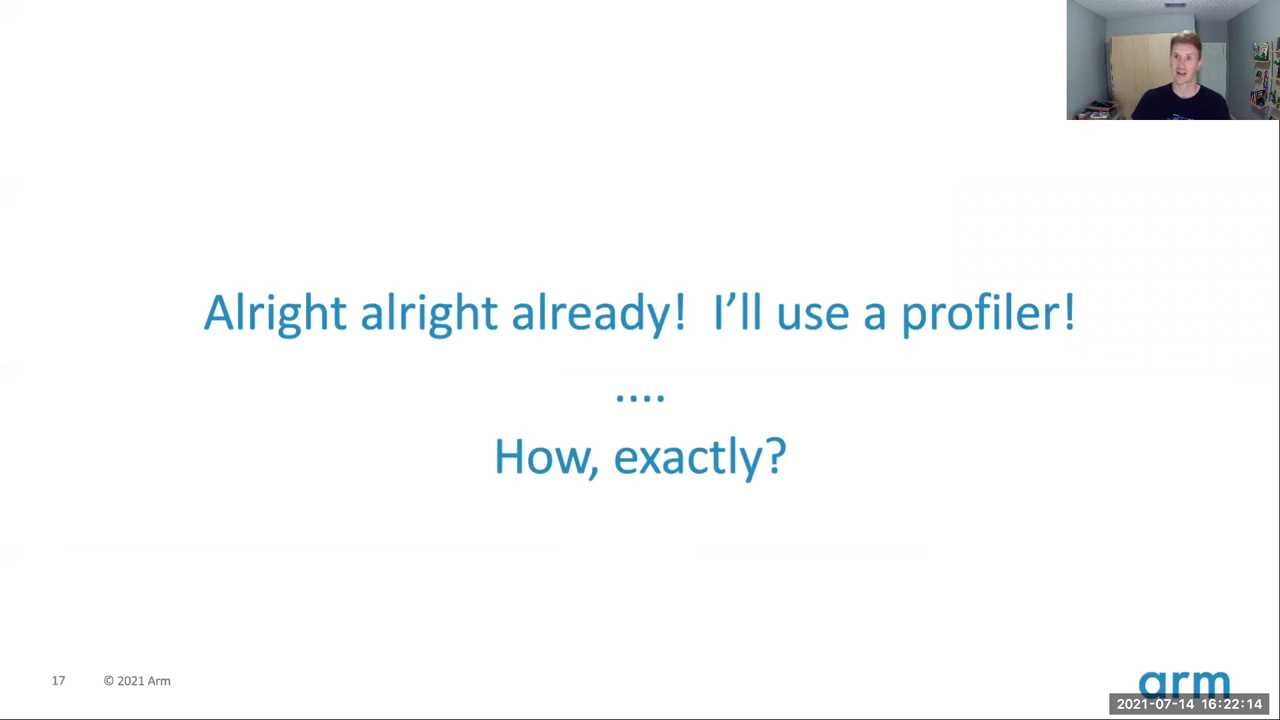 Alright alright already!  I’ll use a profiler!
....
How, exactly?
17
© 2021 Arm
arm
2021-07-14 16:22:14